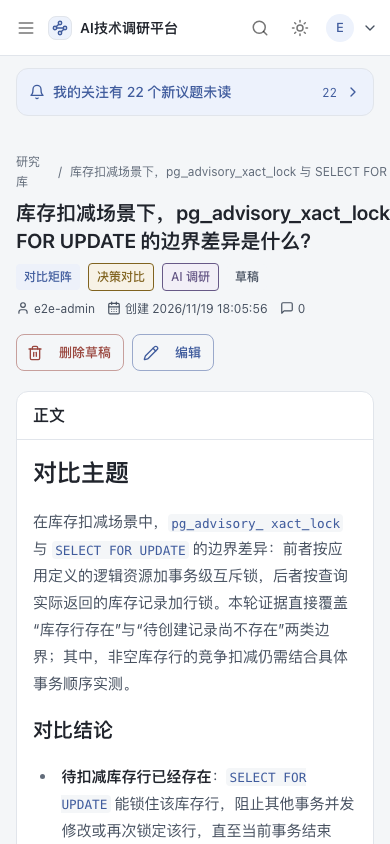 AI技术调研平台
E
我的关注有 22 个新议题未读
22
研究库 / 库存扣减场景下，pg_advisory_xact_lock 与 SELECT FOR
库存扣减场景下，pg_advisory_xact_lock
FOR UPDATE 的边界差异是什么?
对比矩阵 决策对比 AI 调研 草稿
e2e-admin 创建 2026/11/19 18:05:56 0
删除草稿 编辑
正文
对比主题
在库存扣减场景中，pg_advisory_ xact_lock
与 SELECT FOR UPDATE 的边界差异：前者按应
用定义的逻辑资源加事务级互斥锁，后者按查询
实际返回的库存记录加行锁。本轮证据直接覆盖
“库存行存在”与“待创建记录尚不存在”两类边
界；其中，非空库存行的竞争扣减仍需结合具体
事务顺序实测。
对比结论
• 待扣减库存行已经存在：SELECT FOR
UPDATE 能锁住该库存行，阻止其他事务并发
修改或再次锁定该行，直至当前事务结束